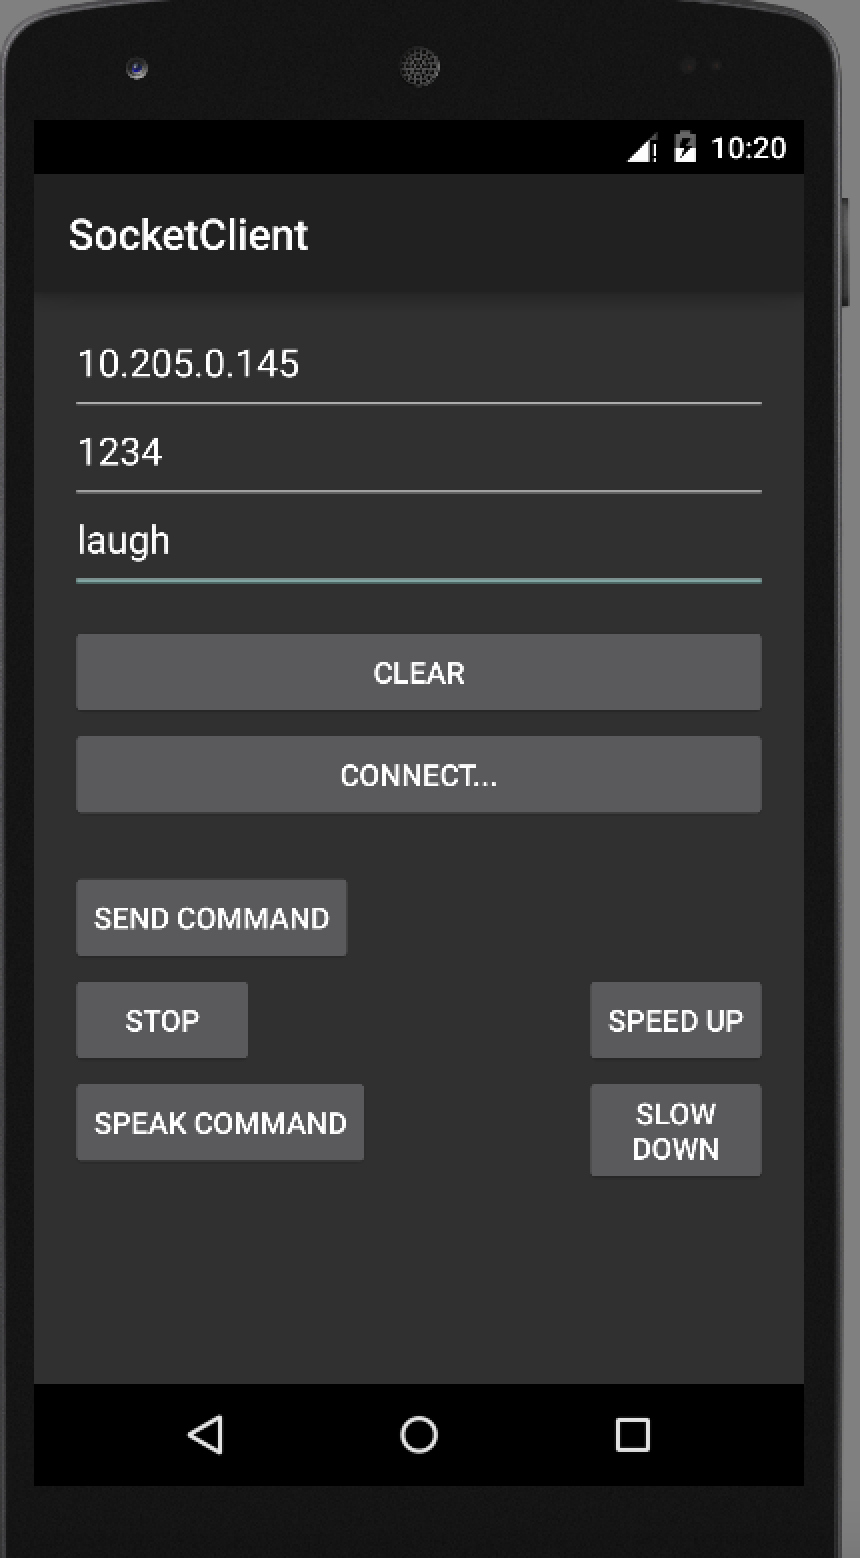 10:20
SocketClient
10.205.0.145
1234
laugh
CLEAR
CONNECT...
SEND COMMAND
STOP
SPEED UP
SPEAK COMMAND
SLOW
DOWN